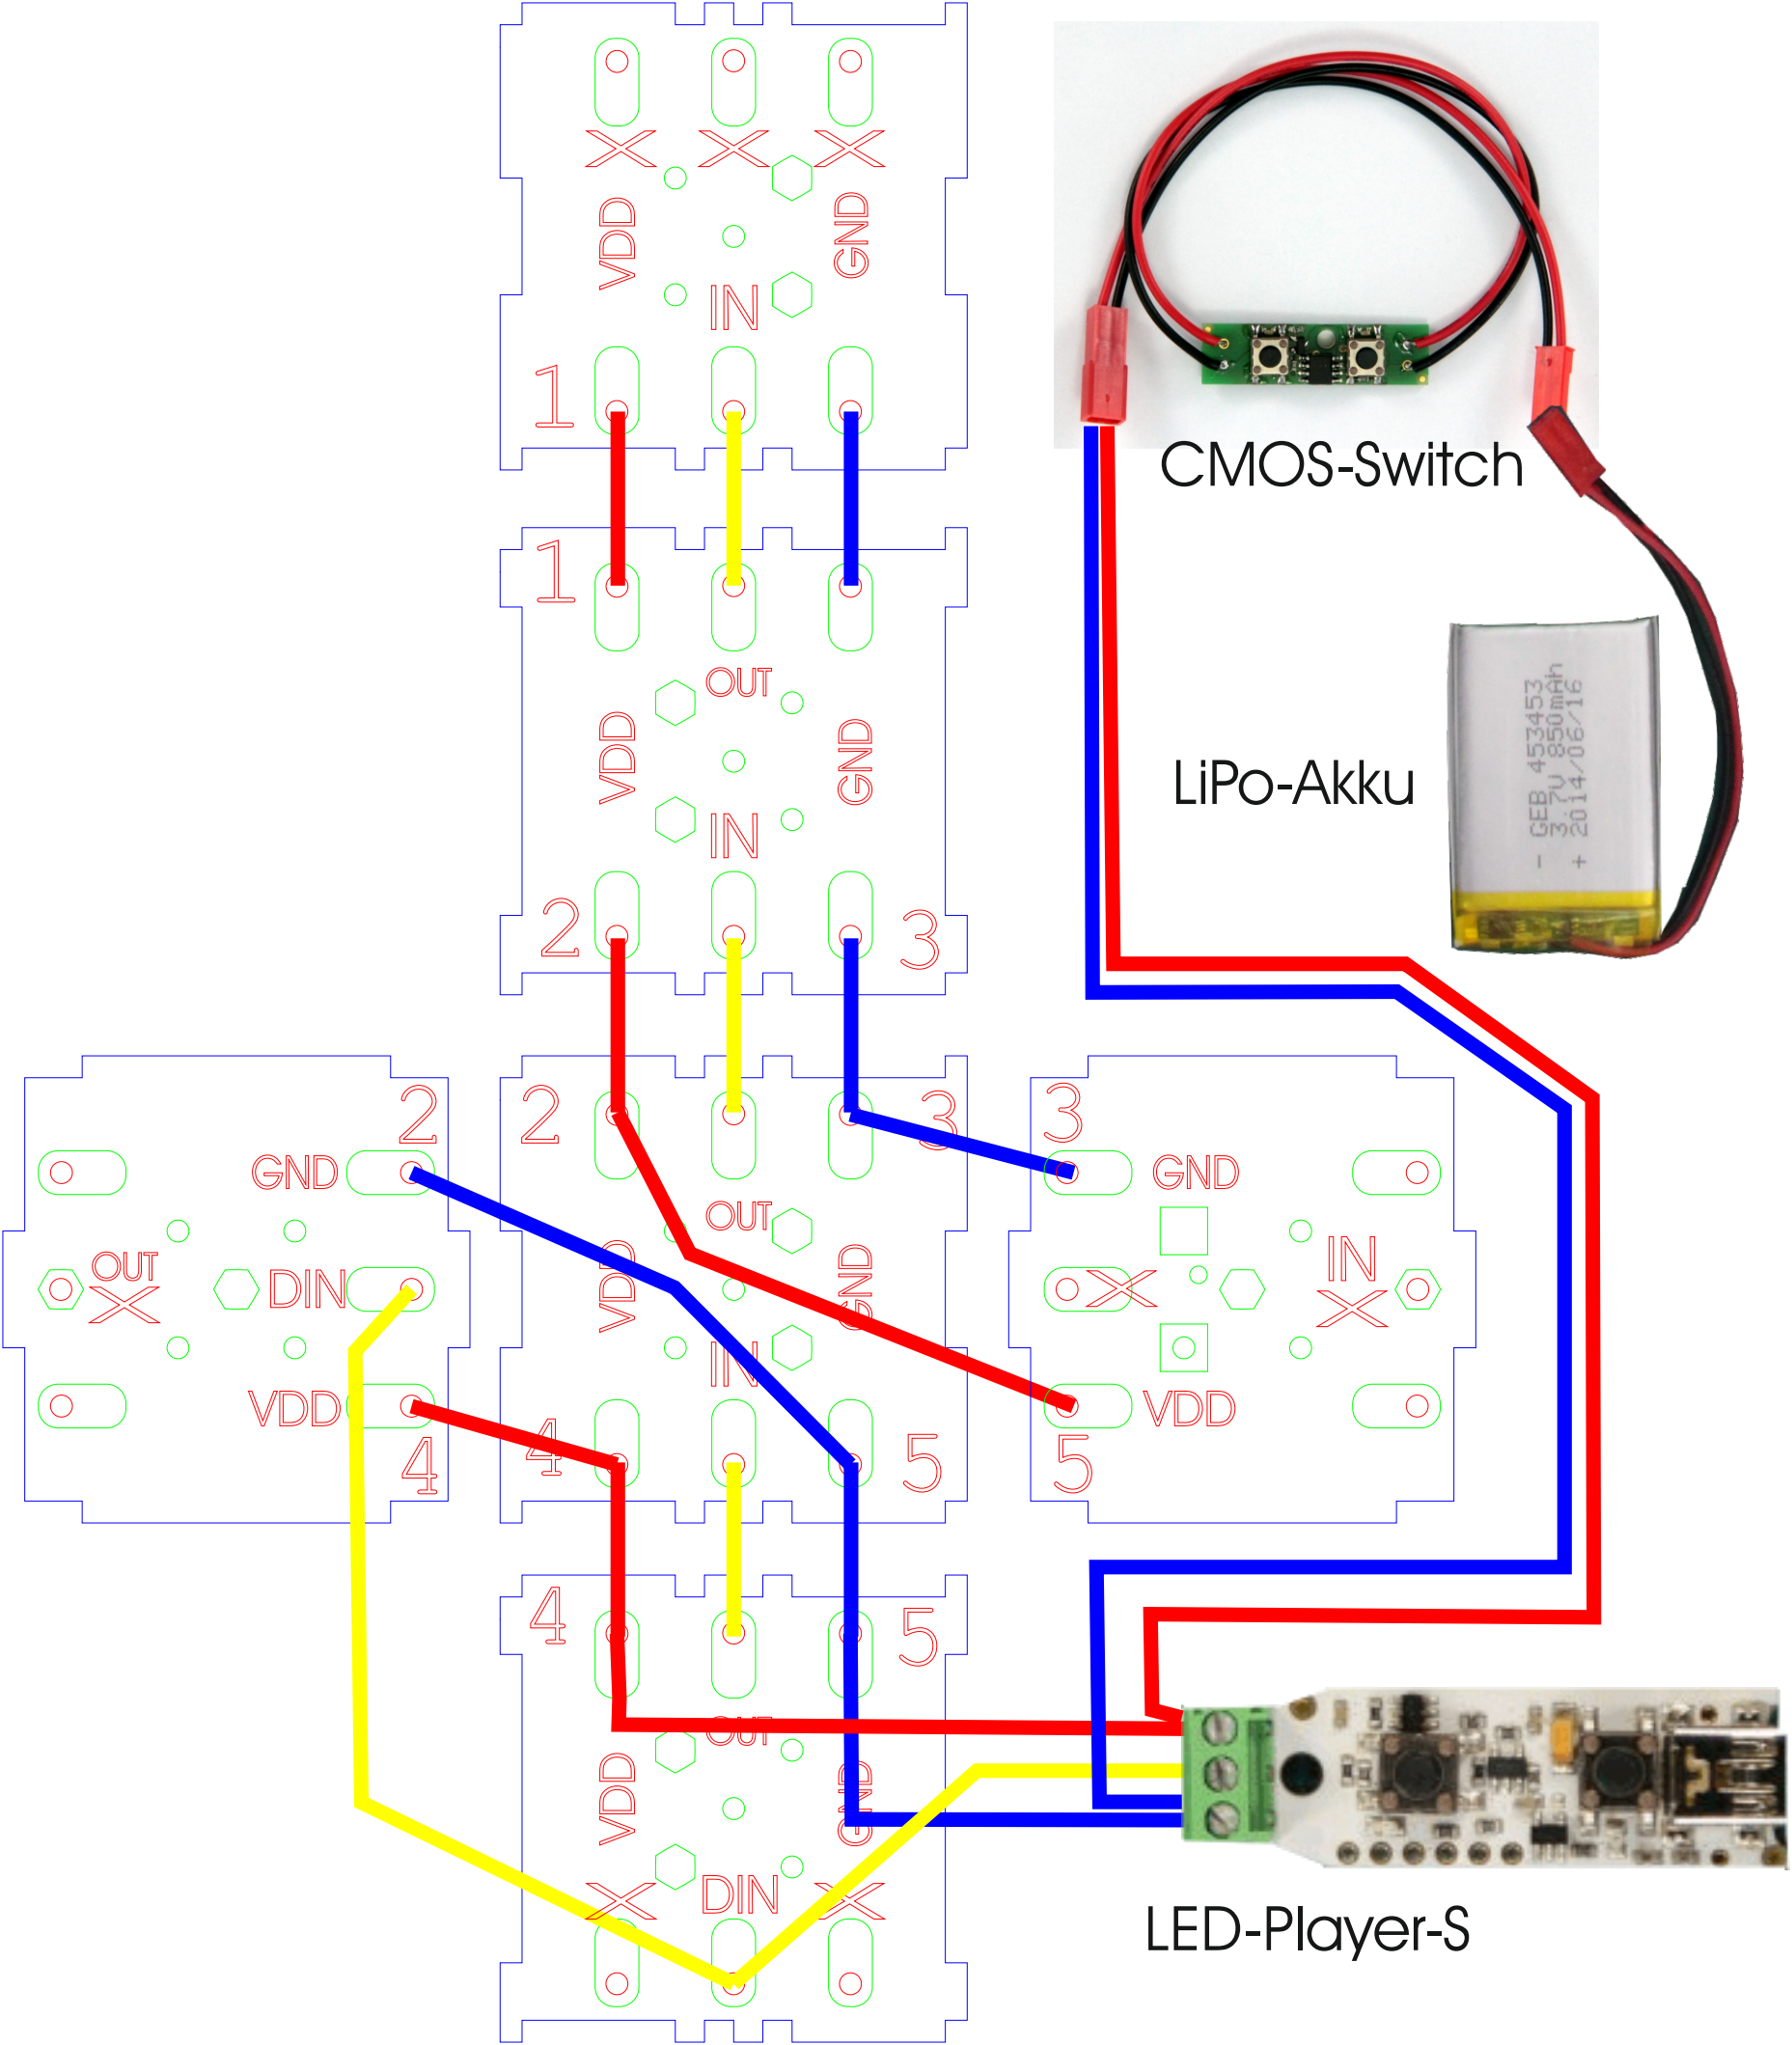 X X X
VDD
GND
IN
1
CMOS-Switch
1
OUT
VDD
GND
IN
2
3
LiPo-Akku
- GEB 453453
3.7V 850mAh
+ 2014/06/16
2
GND
OUT
X
DIN
VDD
4
2
3
OUT
VDD
GND
IN
4
5
3
GND
X
IN
X
VDD
5
4
5
OUT
VDD
GND
X
DIN
X
LED-Player-S